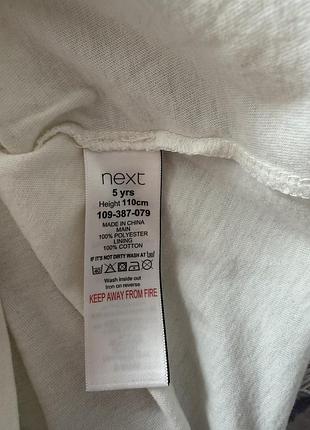 next
5 yrs
Height 110cm
109-387-079
MADE IN CHINA
MAIN
100% POLYESTER
LINING
100% COTTON
IF IT'S NOT DIRTY WASH AT
Wash inside out
Iron on reverse
KEEP AWAY FROM FIRE